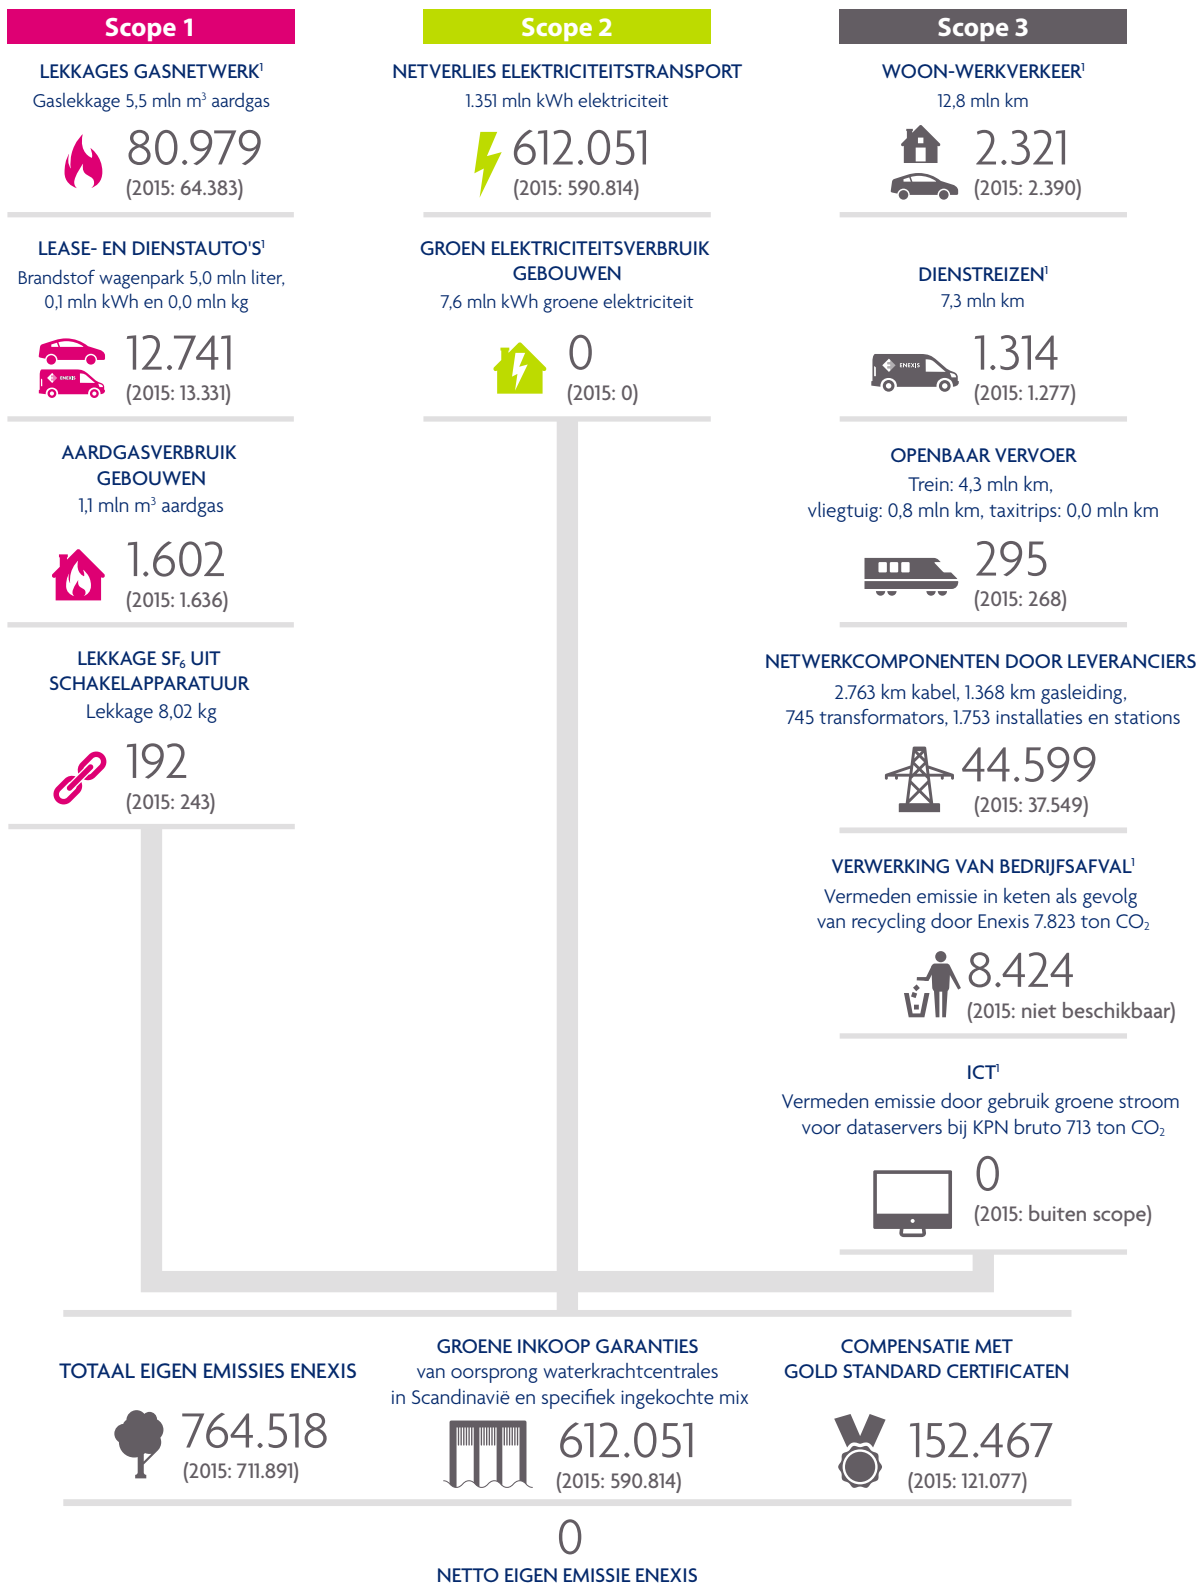 Scope 1
LEKKAGES GASNETWERK¹
Gaslekkage 5,5 mln m³ aardgas
80.979
(2015: 64.383)
LEASE- EN DIENSTAUTO'S¹
Brandstof wagenpark 5,0 mln liter,
0,1 mln kWh en 0,0 mln kg
ENEXIS
12.741
(2015: 13.331)
AARDGASVERBRUIK
GEBOUWEN
1,1 mln m³ aardgas
1.602
(2015: 1.636)
LEKKAGE SF₆ UIT
SCHAKELAPPARATUUR
Lekkage 8,02 kg
192
(2015: 243)
Scope 2
NETVERLIES ELEKTRICITEITSTRANSPORT
1.351 mln kWh elektriciteit
612.051
(2015: 590.814)
GROEN ELEKTRICITEITSVERBRUIK
GEBOUWEN
7,6 mln kWh groene elektriciteit
0
(2015: 0)
Scope 3
WOON-WERKVERKEER¹
12,8 mln km
2.321
(2015: 2.390)
DIENSTREIZEN¹
7,3 mln km
ENEXIS
1.314
(2015: 1.277)
OPENBAAR VERVOER
Trein: 4,3 mln km,
vliegtuig: 0,8 mln km, taxitrips: 0,0 mln km
295
(2015: 268)
NETWERKCOMPONENTEN DOOR LEVERANCIERS
2.763 km kabel, 1.368 km gasleiding,
745 transformators, 1.753 installaties en stations
44.599
(2015: 37.549)
VERWERKING VAN BEDRIJFSAFVAL¹
Vermeden emissie in keten als gevolg
van recycling door Enexis 7.823 ton CO₂
8.424
(2015: niet beschikbaar)
ICT¹
Vermeden emissie door gebruik groene stroom
voor dataservers bij KPN bruto 713 ton CO₂
0
(2015: buiten scope)
TOTAAL EIGEN EMISSIES ENEXIS
764.518
(2015: 711.891)
GROENE INKOOP GARANTIES
van oorsprong waterkrachtcentrales
in Scandinavië en specifiek ingekochte mix
612.051
(2015: 590.814)
COMPENSATIE MET
GOLD STANDARD CERTIFICATEN
152.467
(2015: 121.077)
0
NETTO EIGEN EMISSIE ENEXIS